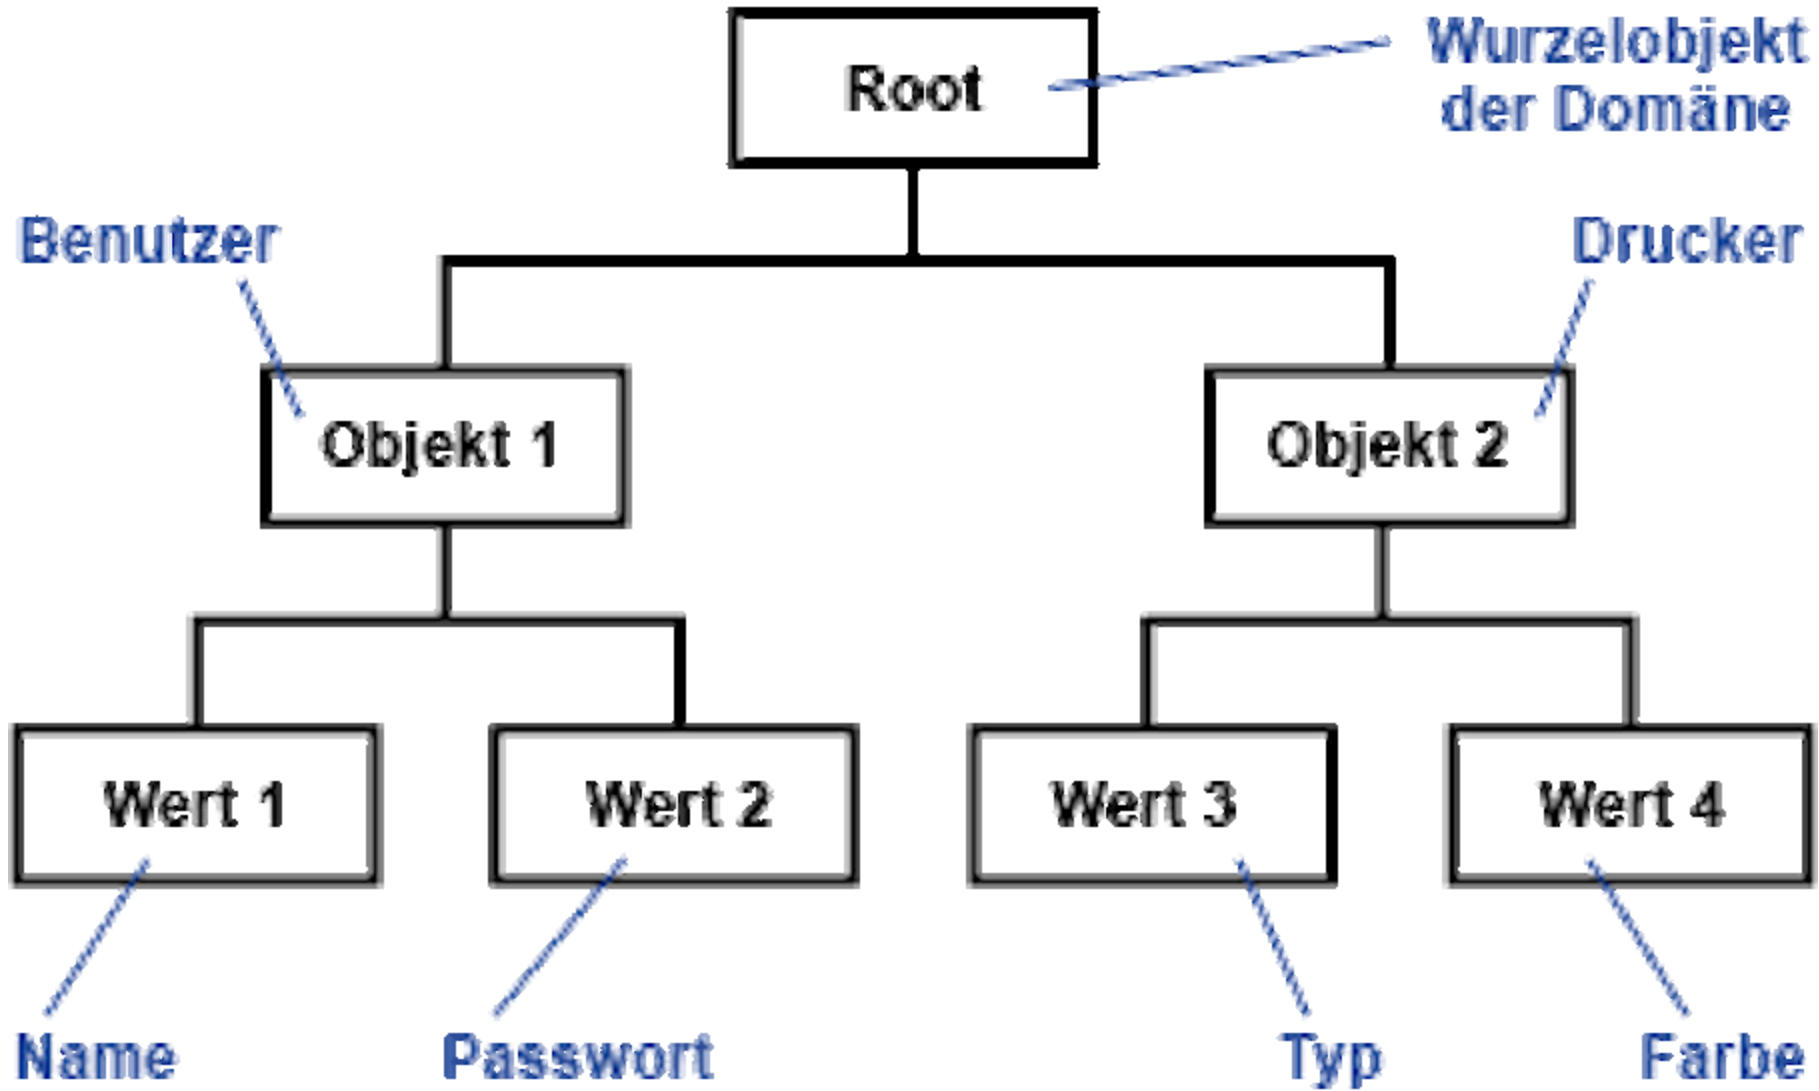 Root
Wurzelobjekt
der Domäne
Benutzer
Drucker
Objekt 1
Objekt 2
Wert 1
Wert 2
Wert 3
Wert 4
Name
Passwort
Typ
Farbe